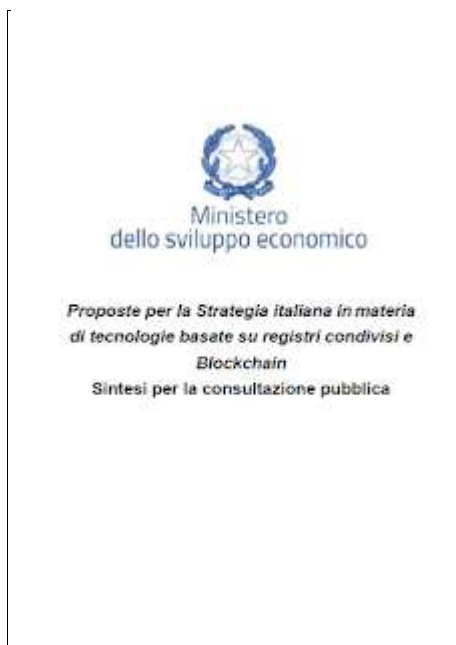 Ministero
dello sviluppo economico
Proposte per la Strategia italiana in materia
di tecnologie basate su registri condivisi e
Blockchain
Sintesi per la consultazione pubblica